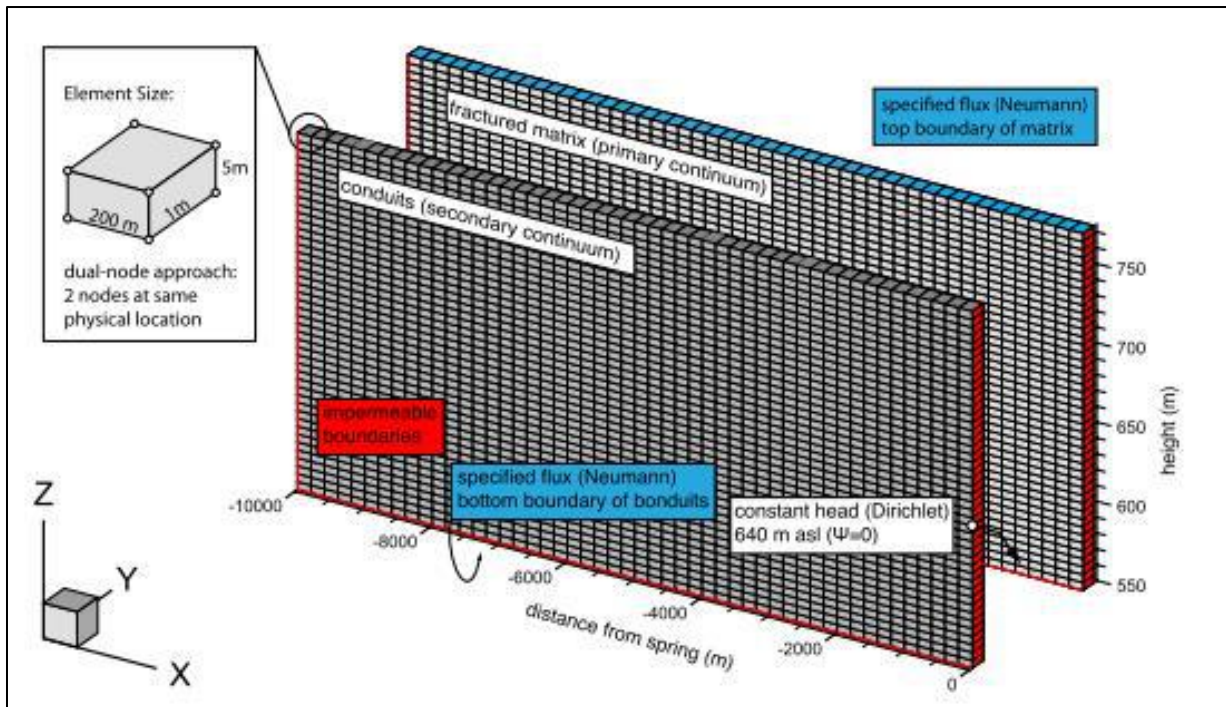 Element Size:
5m
200 m
1m
dual-node approach:
2 nodes at same
physical location
fractured matrix (primary continuum)
conduits (secondary continuum)
specified flux (Neumann)
top boundary of matrix
impermeable
boundaries
specified flux (Neumann)
bottom boundary of bonduits
constant head (Dirichlet)
640 m asl (Ψ=0)
750
700
650
600
550
height (m)
-10000
-8000
-6000
-4000
-2000
0
distance from spring (m)
Z
Y
X